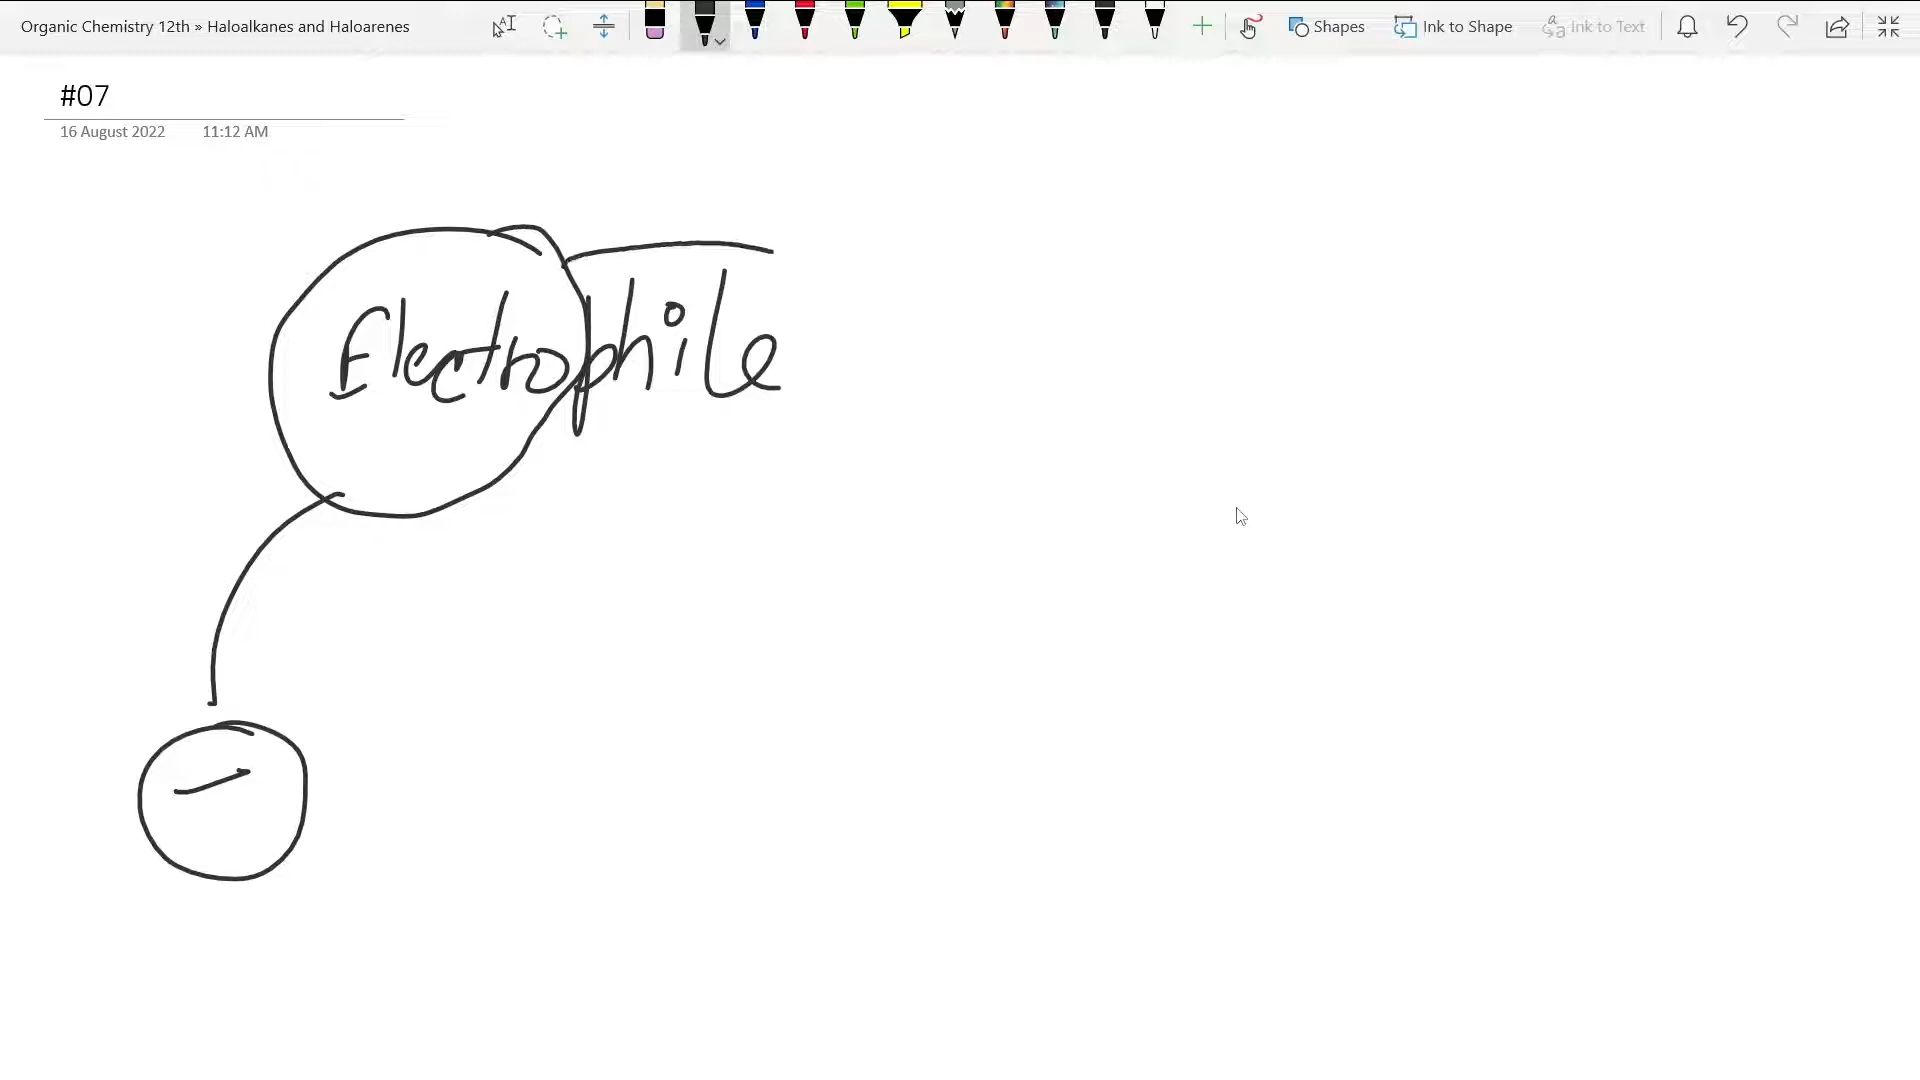 Organic Chemistry 12th » Haloalkanes and Haloarenes
Shapes
Ink to Shape
Ink to Text
#07
16 August 2022 11:12 AM
Electrophile
−